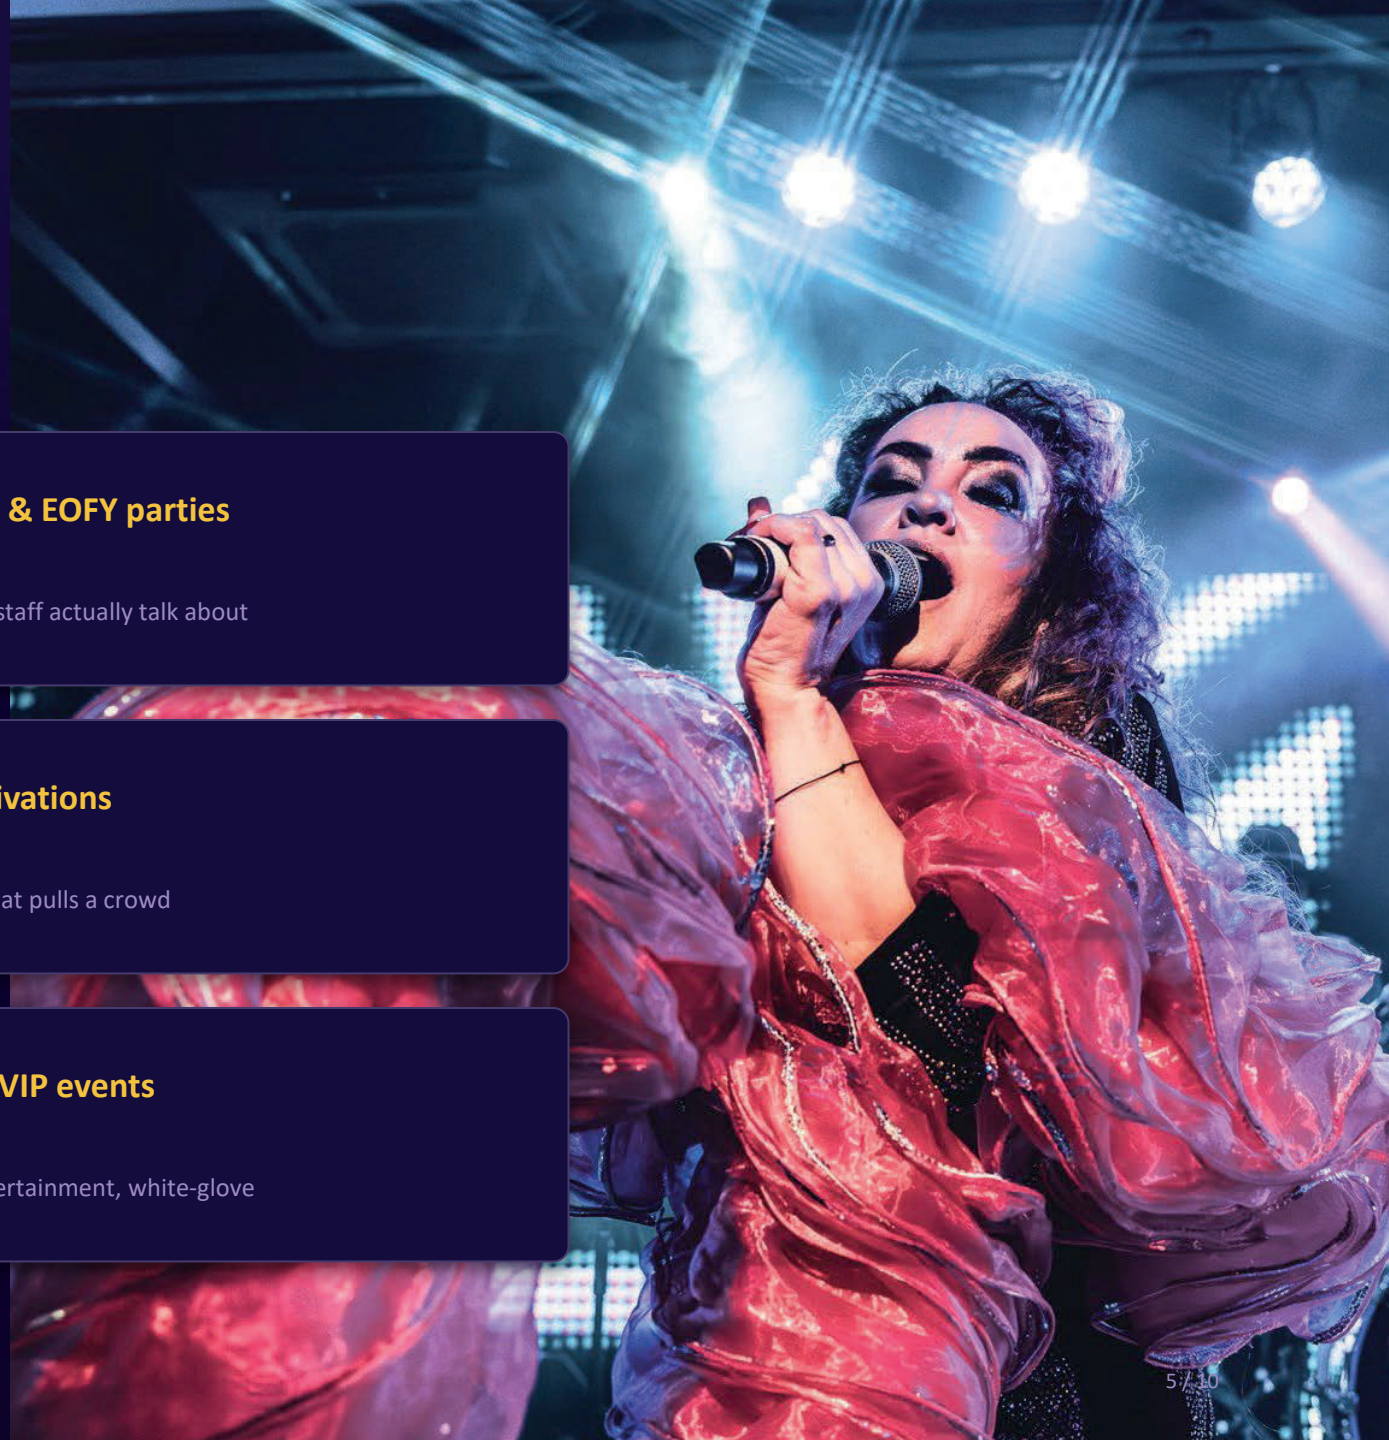 & EOFY parties
staff actually talk about
ivations
at pulls a crowd
VIP events
ertainment, white-glove
5 / 10